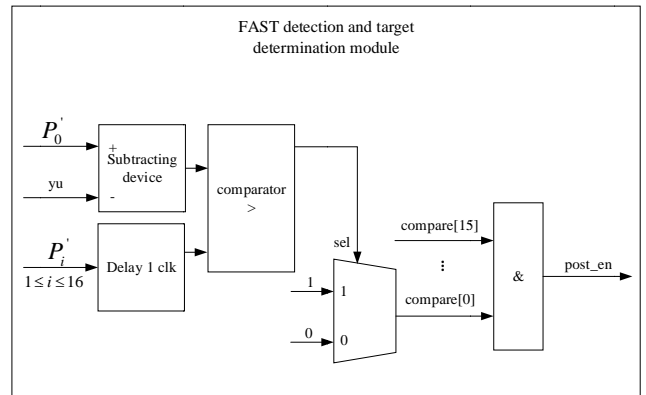 FAST detection and target
determination module
P₀'
+
Subtracting
device
yu
-
comparator
>
Pᵢ'
1 ≤ i ≤ 16
Delay 1 clk
sel
compare[15]
⋮
1
1
compare[0]
0
0
&
post_en